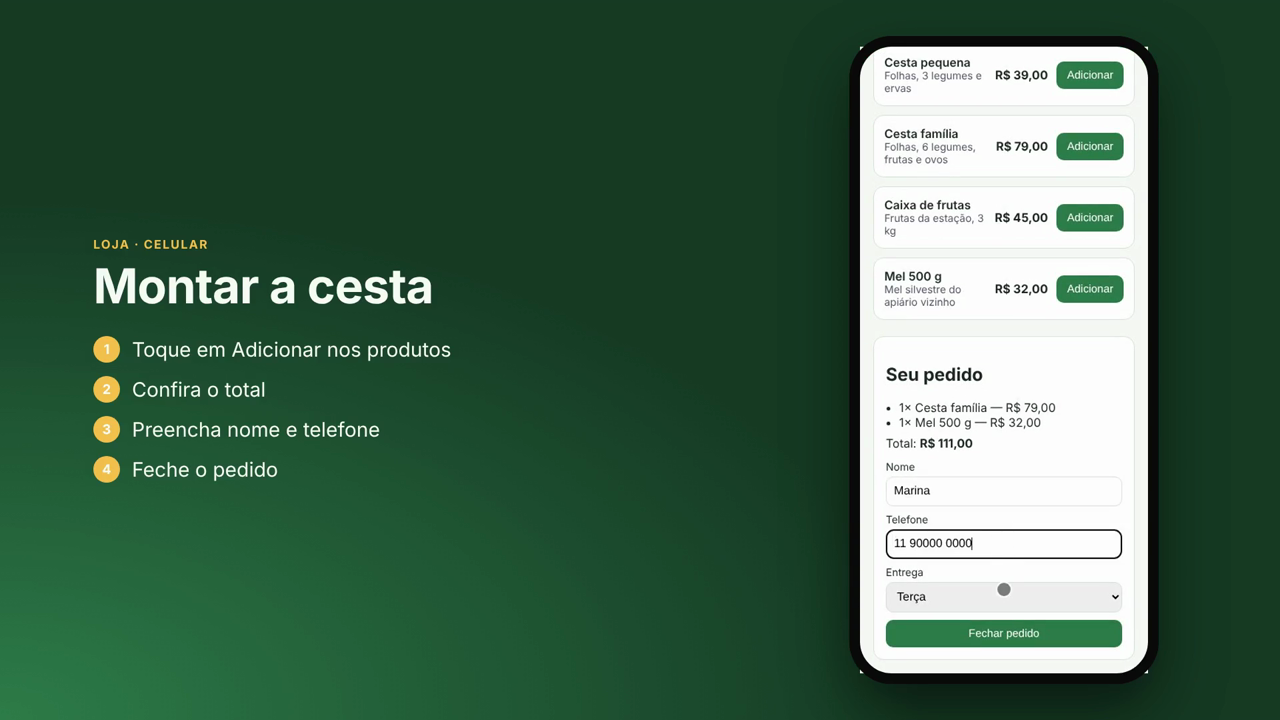 LOJA · CELULAR
Montar a cesta
1 Toque em Adicionar nos produtos
2 Confira o total
3 Preencha nome e telefone
4 Feche o pedido
Cesta pequena
Folhas, 3 legumes e
ervas
R$ 39,00
Adicionar
Cesta família
Folhas, 6 legumes,
frutas e ovos
R$ 79,00
Adicionar
Caixa de frutas
Frutas da estação, 3
kg
R$ 45,00
Adicionar
Mel 500 g
Mel silvestre do
apiário vizinho
R$ 32,00
Adicionar
Seu pedido
• 1× Cesta família — R$ 79,00
• 1× Mel 500 g — R$ 32,00
Total: R$ 111,00
Nome
Marina
Telefone
11 90000 0000
Entrega
Terça
Fechar pedido